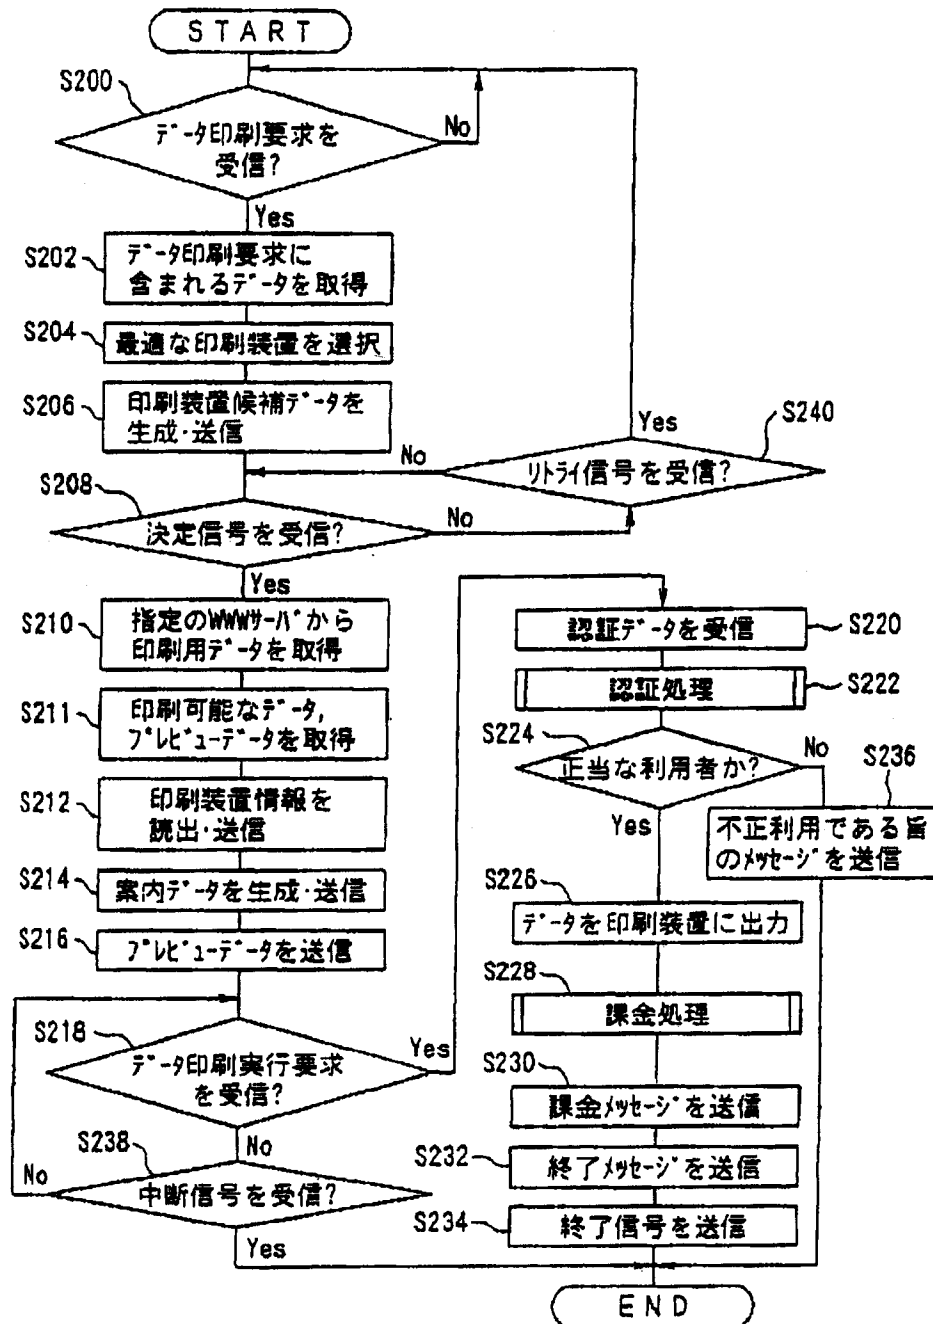 START
S200
データ印刷要求を
受信?
No
Yes
S202
データ印刷要求に
含まれるデータを取得
S204
最適な印刷装置を選択
S206
印刷装置候補データを
生成・送信
Yes
S240
No
リトライ信号を受信?
S208
決定信号を受信?
No
Yes
S210
指定のWWWサーバから
印刷用データを取得
S211
印刷可能なデータ,
プレビューデータを取得
S212
印刷装置情報を
読出・送信
S214
案内データを生成・送信
S216
プレビューデータを送信
S218
データ印刷実行要求
を受信?
Yes
No
S238
中断信号を受信?
No
Yes
認証データを受信
S220
認証処理
S222
S224
正当な利用者か?
No
S236
不正利用である旨
のメッセージを送信
Yes
S226
データを印刷装置に出力
S228
課金処理
S230
課金メッセージを送信
S232
終了メッセージを送信
S234
終了信号を送信
END